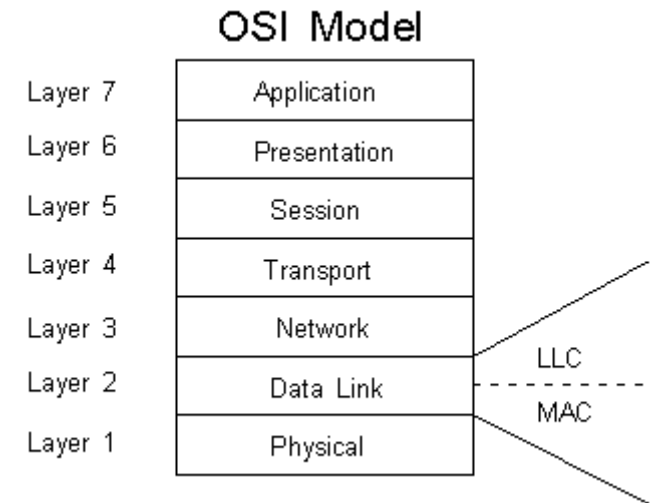 OSI Model
Layer 7 Application
Layer 6 Presentation
Layer 5 Session
Layer 4 Transport
Layer 3 Network
LLC
Layer 2 Data Link
MAC
Layer 1 Physical